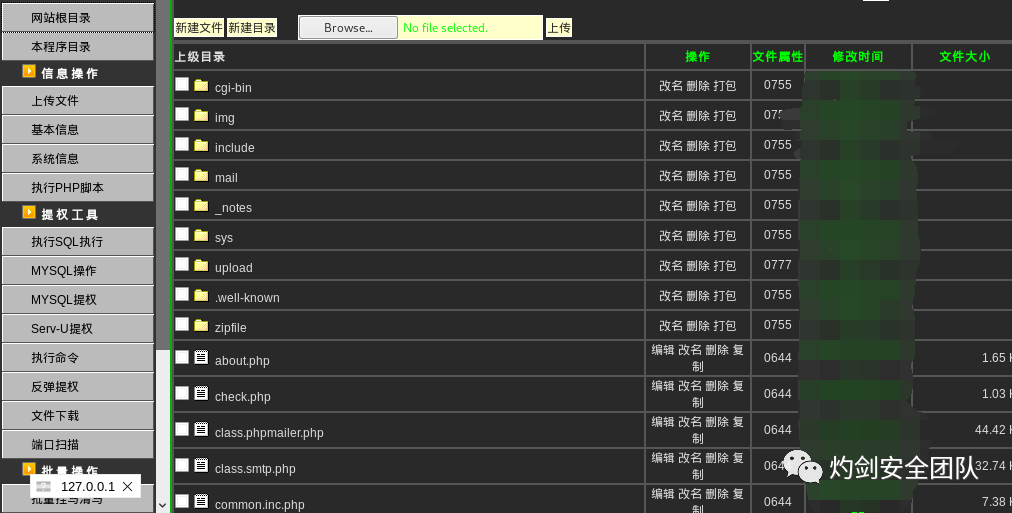 网站根目录
本程序目录
信息操作
上传文件
基本信息
系统信息
执行PHP脚本
提权工具
执行SQL执行
MYSQL操作
MYSQL提权
Serv-U提权
执行命令
反弹提权
文件下载
端口扫描
批量操作
127.0.0.1
批量挂马清马
新建文件 新建目录 Browse... No file selected. 上传
上级目录 操作 文件属性 修改时间 文件大小
cgi-bin 改名 删除 打包 0755
img 改名 删除 打包
include 改名 删除 打包 0755
mail 改名 删除 打包 0755
_notes 改名 删除 打包 0755
sys 改名 删除 打包 0755
upload 改名 删除 打包 0777
.well-known 改名 删除 打包 0755
zipfile 改名 删除 打包 0755
about.php 编辑 改名 删除 复制 0644 1.65
check.php 编辑 改名 删除 复制 0644 1.03
class.phpmailer.php 编辑 改名 删除 复制 0644 44.42
class.smtp.php 编辑 改名 删除 复制 32.74
common.inc.php 编辑 改名 删除 复制 0644 7.38
灼剑安全团队